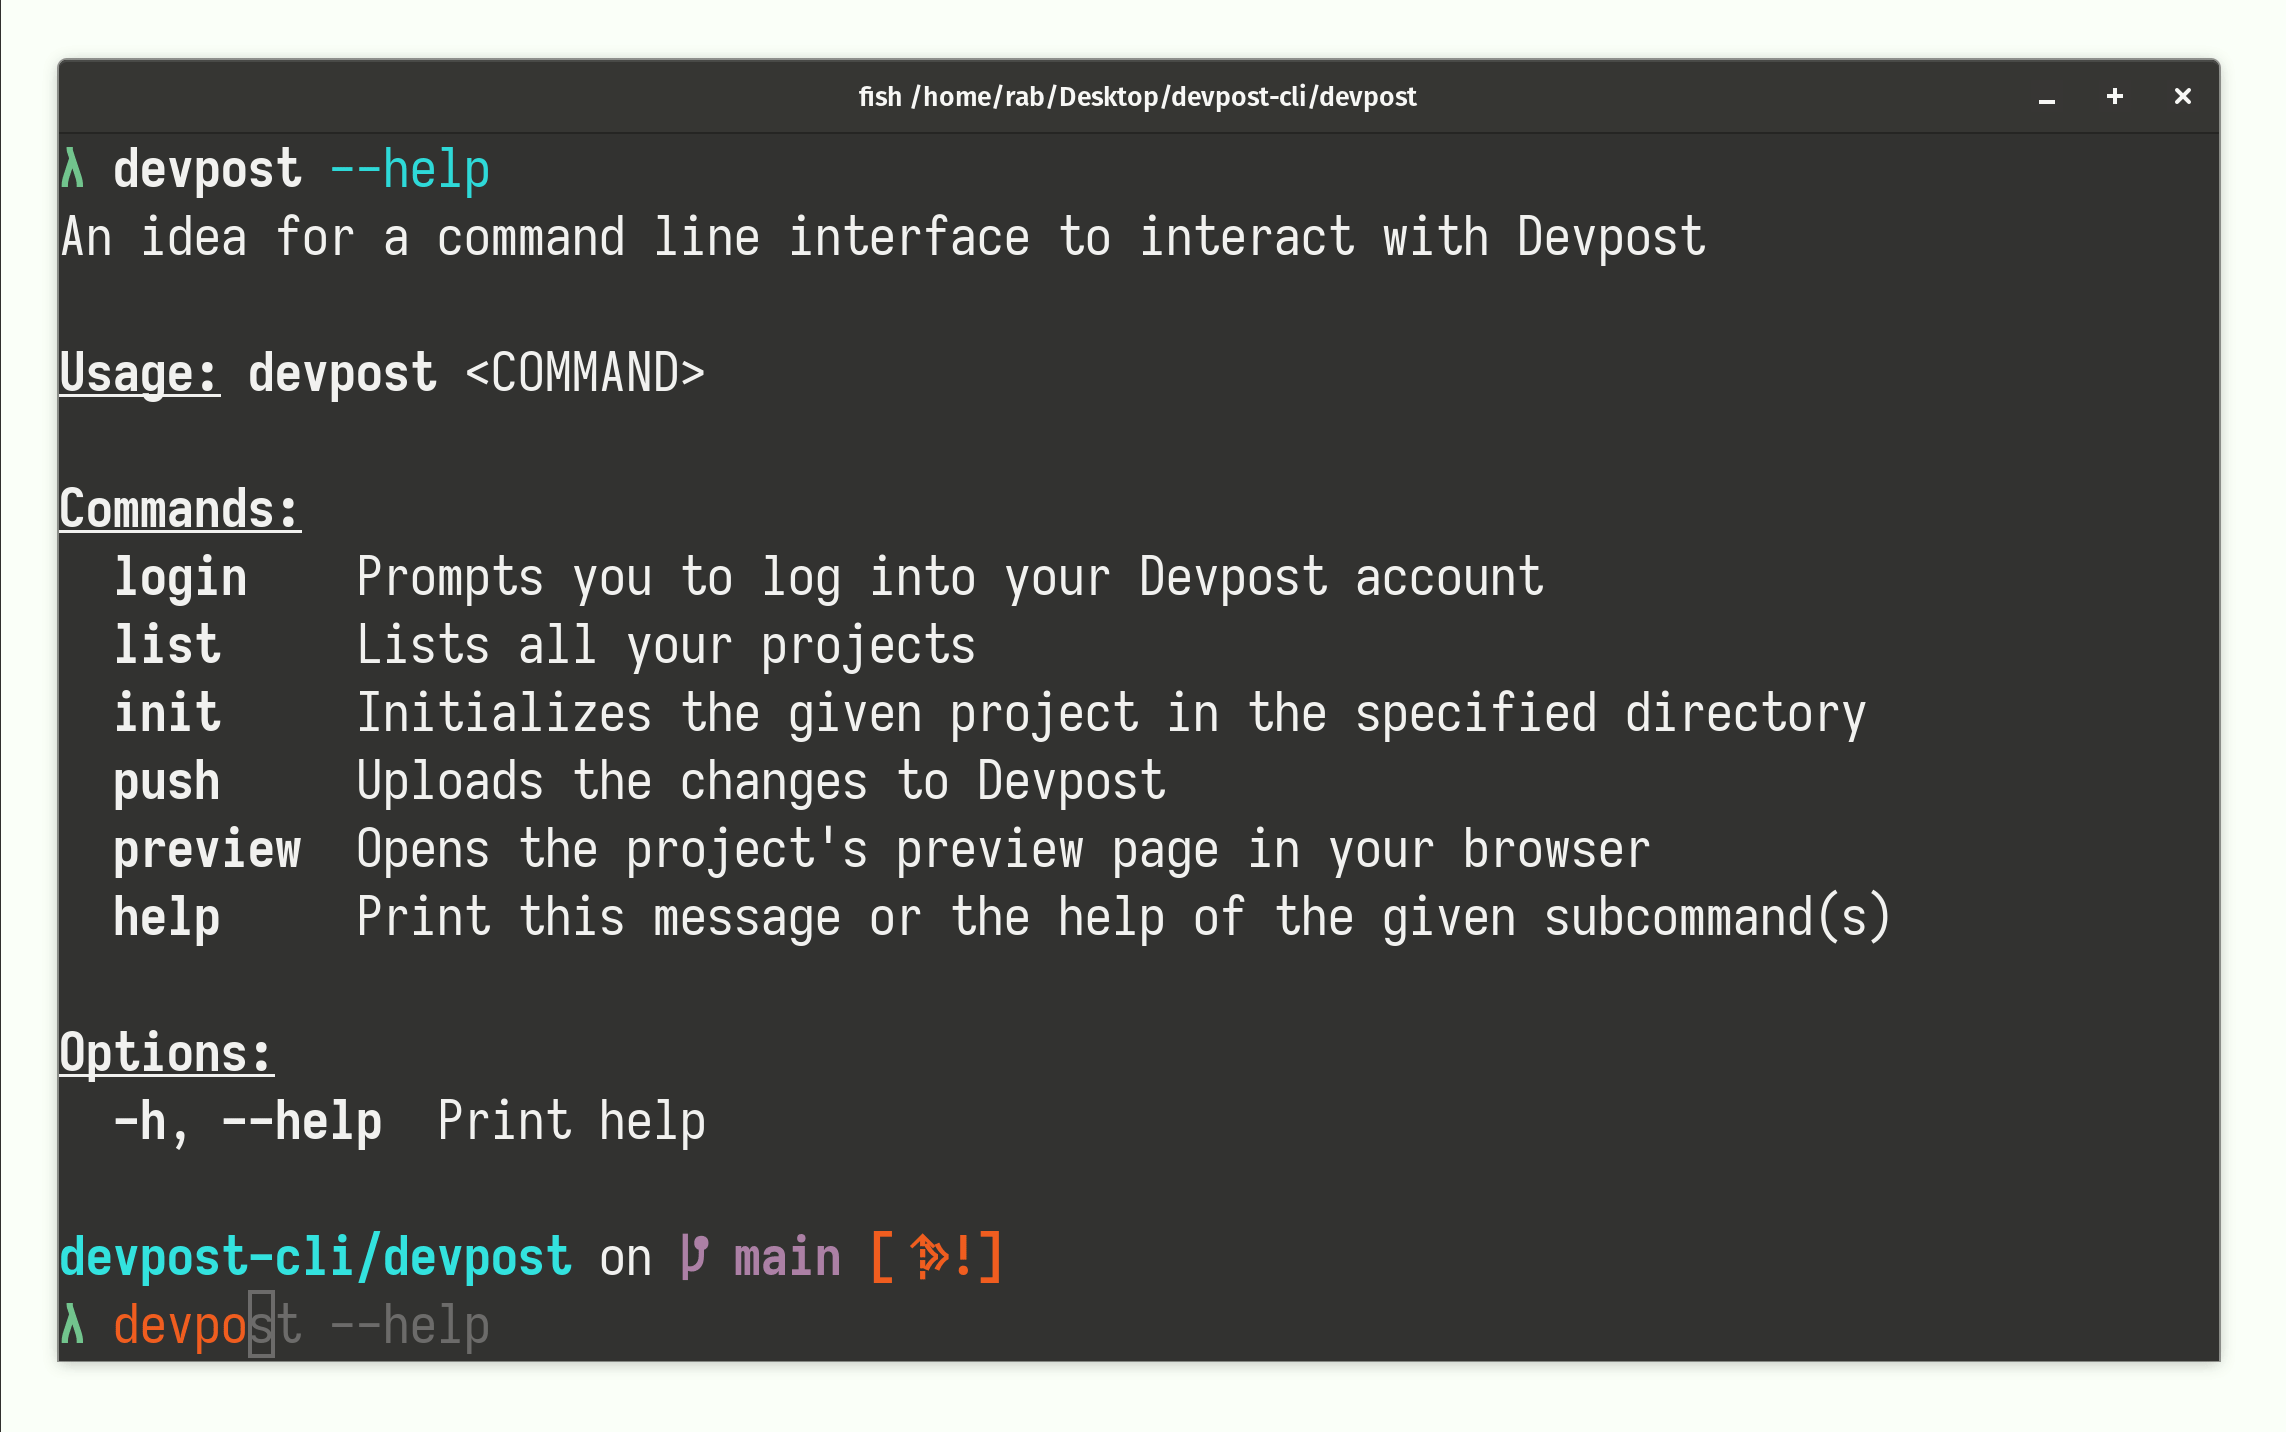 fish /home/rab/Desktop/devpost-cli/devpost
λ devpost --help
An idea for a command line interface to interact with Devpost
Usage: devpost <COMMAND>
Commands:
  login    Prompts you to log into your Devpost account
  list     Lists all your projects
  init     Initializes the given project in the specified directory
  push     Uploads the changes to Devpost
  preview  Opens the project's preview page in your browser
  help     Print this message or the help of the given subcommand(s)
Options:
  -h, --help  Print help
devpost-cli/devpost on main [⇡»!]
λ devpost --help